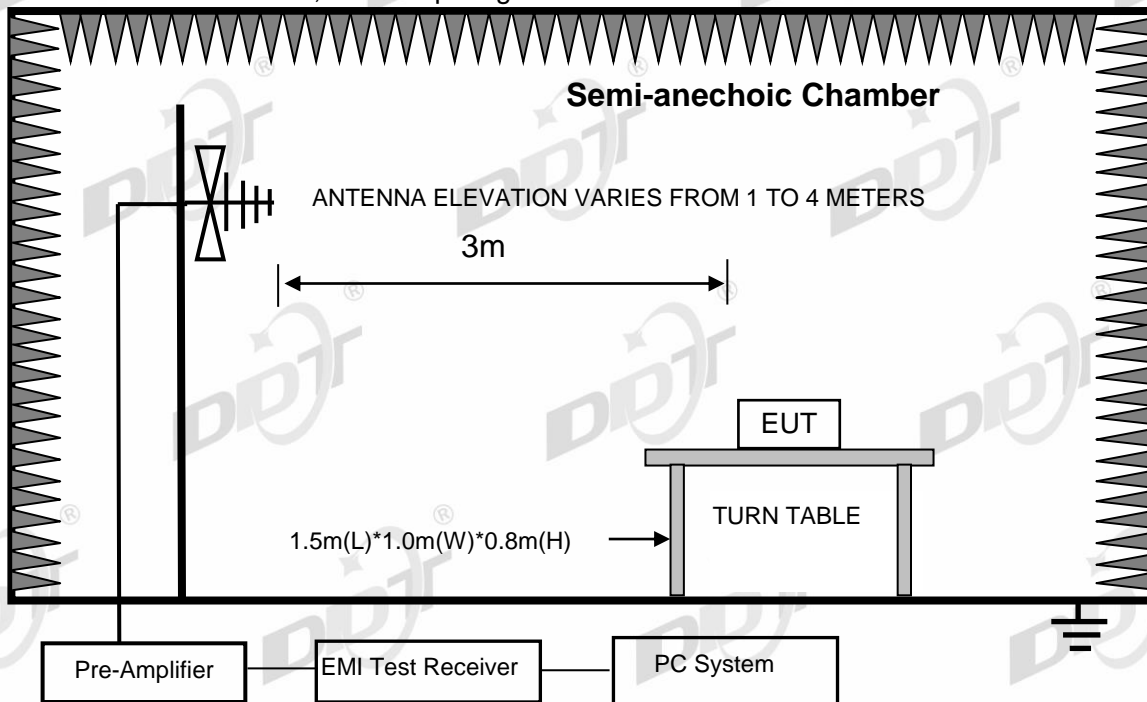 Semi-anechoic Chamber
ANTENNA ELEVATION VARIES FROM 1 TO 4 METERS
3m
EUT
TURN TABLE
1.5m(L)*1.0m(W)*0.8m(H)
Pre-Amplifier
EMI Test Receiver
PC System
DDT®